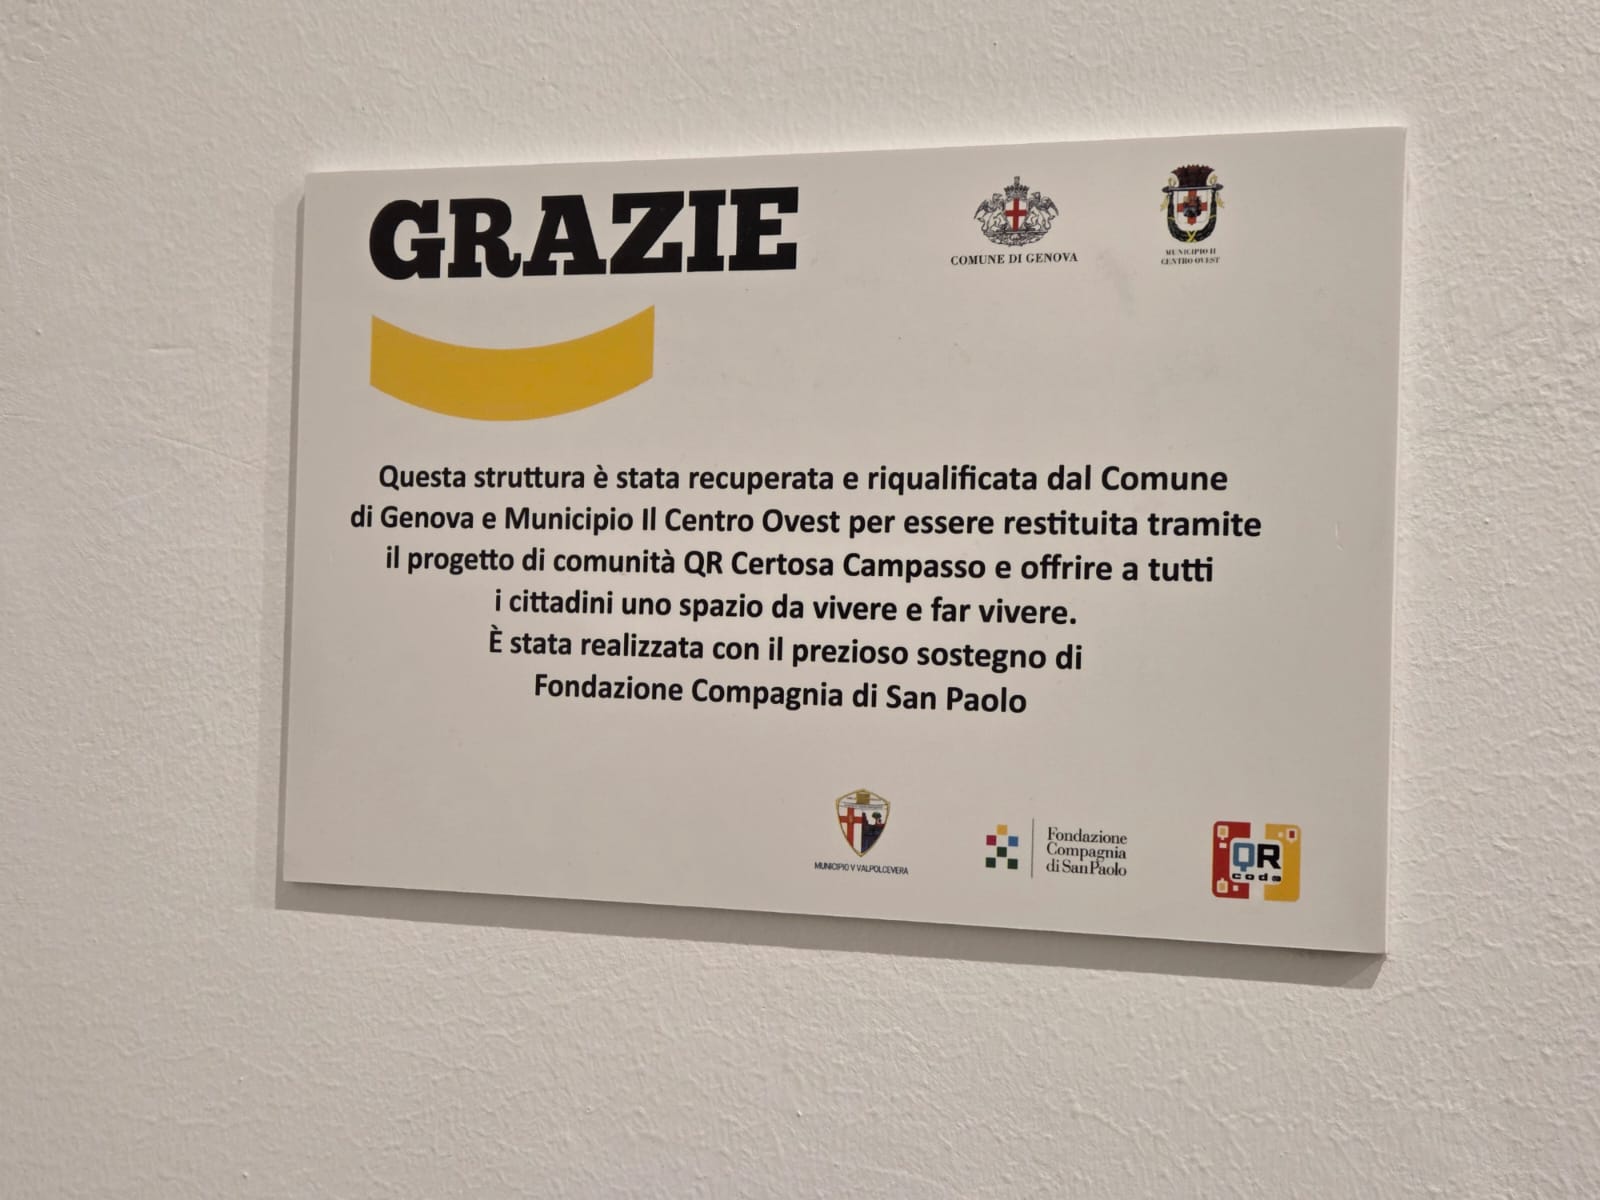 GRAZIE
COMUNE DI GENOVA
MUNICIPIO II
CENTRO OVEST
Questa struttura è stata recuperata e riqualificata dal Comune
di Genova e Municipio Il Centro Ovest per essere restituita tramite
il progetto di comunità QR Certosa Campasso e offrire a tutti
i cittadini uno spazio da vivere e far vivere.
È stata realizzata con il prezioso sostegno di
Fondazione Compagnia di San Paolo
MUNICIPIO V VALPOLCEVERA
Fondazione
Compagnia
di San Paolo
QR
code